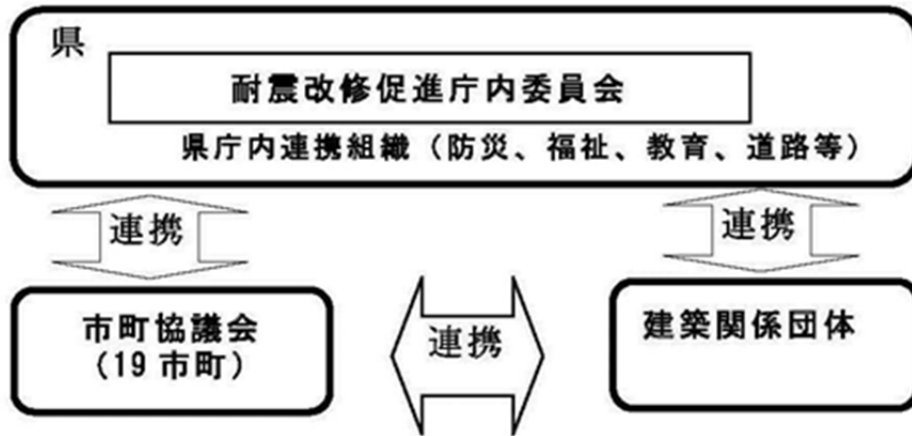 県
耐震改修促進庁内委員会
県庁内連携組織（防災、福祉、教育、道路等）
連携
連携
市町協議会
（19 市町）
連携
建築関係団体